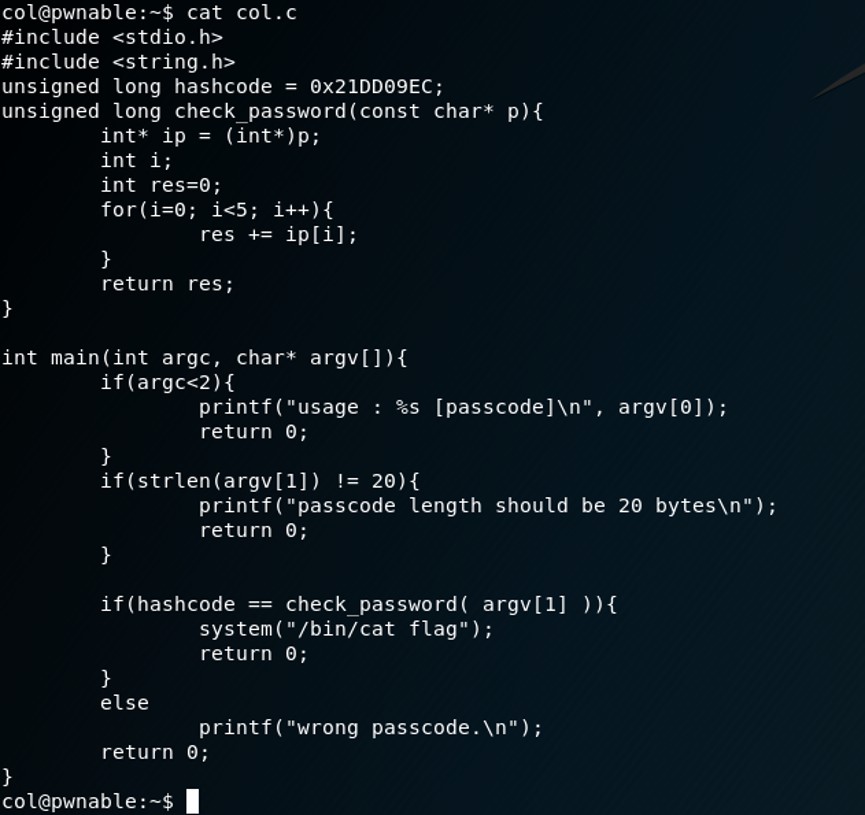 col@pwnable:~$ cat col.c
#include <stdio.h>
#include <string.h>
unsigned long hashcode = 0x21DD09EC;
unsigned long check_password(const char* p){
        int* ip = (int*)p;
        int i;
        int res=0;
        for(i=0; i<5; i++){
                res += ip[i];
        }
        return res;
}

int main(int argc, char* argv[]){
        if(argc<2){
                printf("usage : %s [passcode]\n", argv[0]);
                return 0;
        }
        if(strlen(argv[1]) != 20){
                printf("passcode length should be 20 bytes\n");
                return 0;
        }

        if(hashcode == check_password( argv[1] )){
                system("/bin/cat flag");
                return 0;
        }
        else
                printf("wrong passcode.\n");
        return 0;
}
col@pwnable:~$